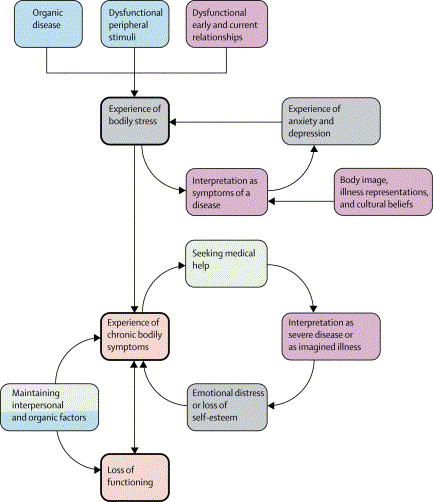 Organic
disease
Dysfunctional
peripheral
stimuli
Dysfunctional
early and current
relationships
Experience of
bodily stress
Experience of
anxiety and
depression
Interpretation as
symptoms of a
disease
Body image,
illness representations,
and cultural beliefs
Seeking medical
help
Experience of
chronic bodily
symptoms
Interpretation as
severe disease or
as imagined illness
Maintaining
interpersonal
and organic factors
Emotional distress
or loss of
self-esteem
Loss of
functioning